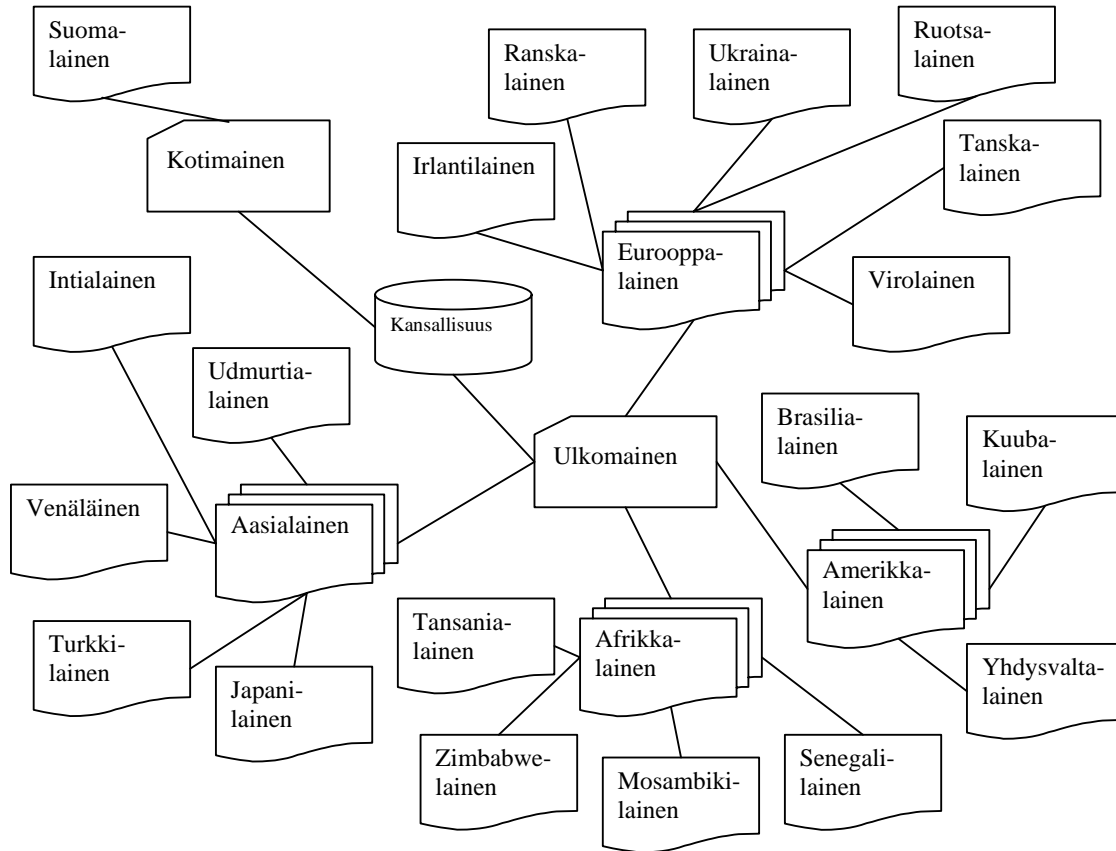 Suoma-
lainen
Ranska-
lainen
Ukraina-
lainen
Ruotsa-
lainen
Kotimainen
Irlantilainen
Tanska-
lainen
Eurooppa-
lainen
Intialainen
Virolainen
Kansallisuus
Udmurtia-
lainen
Brasilia-
lainen
Kuuba-
lainen
Ulkomainen
Venäläinen
Aasialainen
Amerikka-
lainen
Tansania-
lainen
Afrikka-
lainen
Turkki-
lainen
Japani-
lainen
Yhdysvalta-
lainen
Zimbabwe-
lainen
Mosambiki-
lainen
Senegali-
lainen